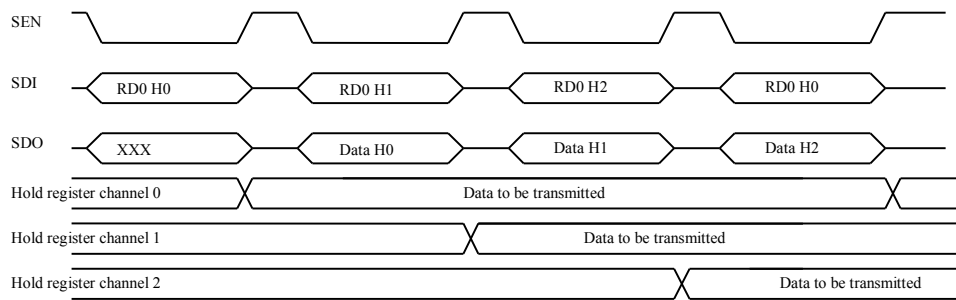 SEN
SDI RD0 H0 RD0 H1 RD0 H2 RD0 H0
SDO XXX Data H0 Data H1 Data H2
Hold register channel 0 Data to be transmitted
Hold register channel 1 Data to be transmitted
Hold register channel 2 Data to be transmitted